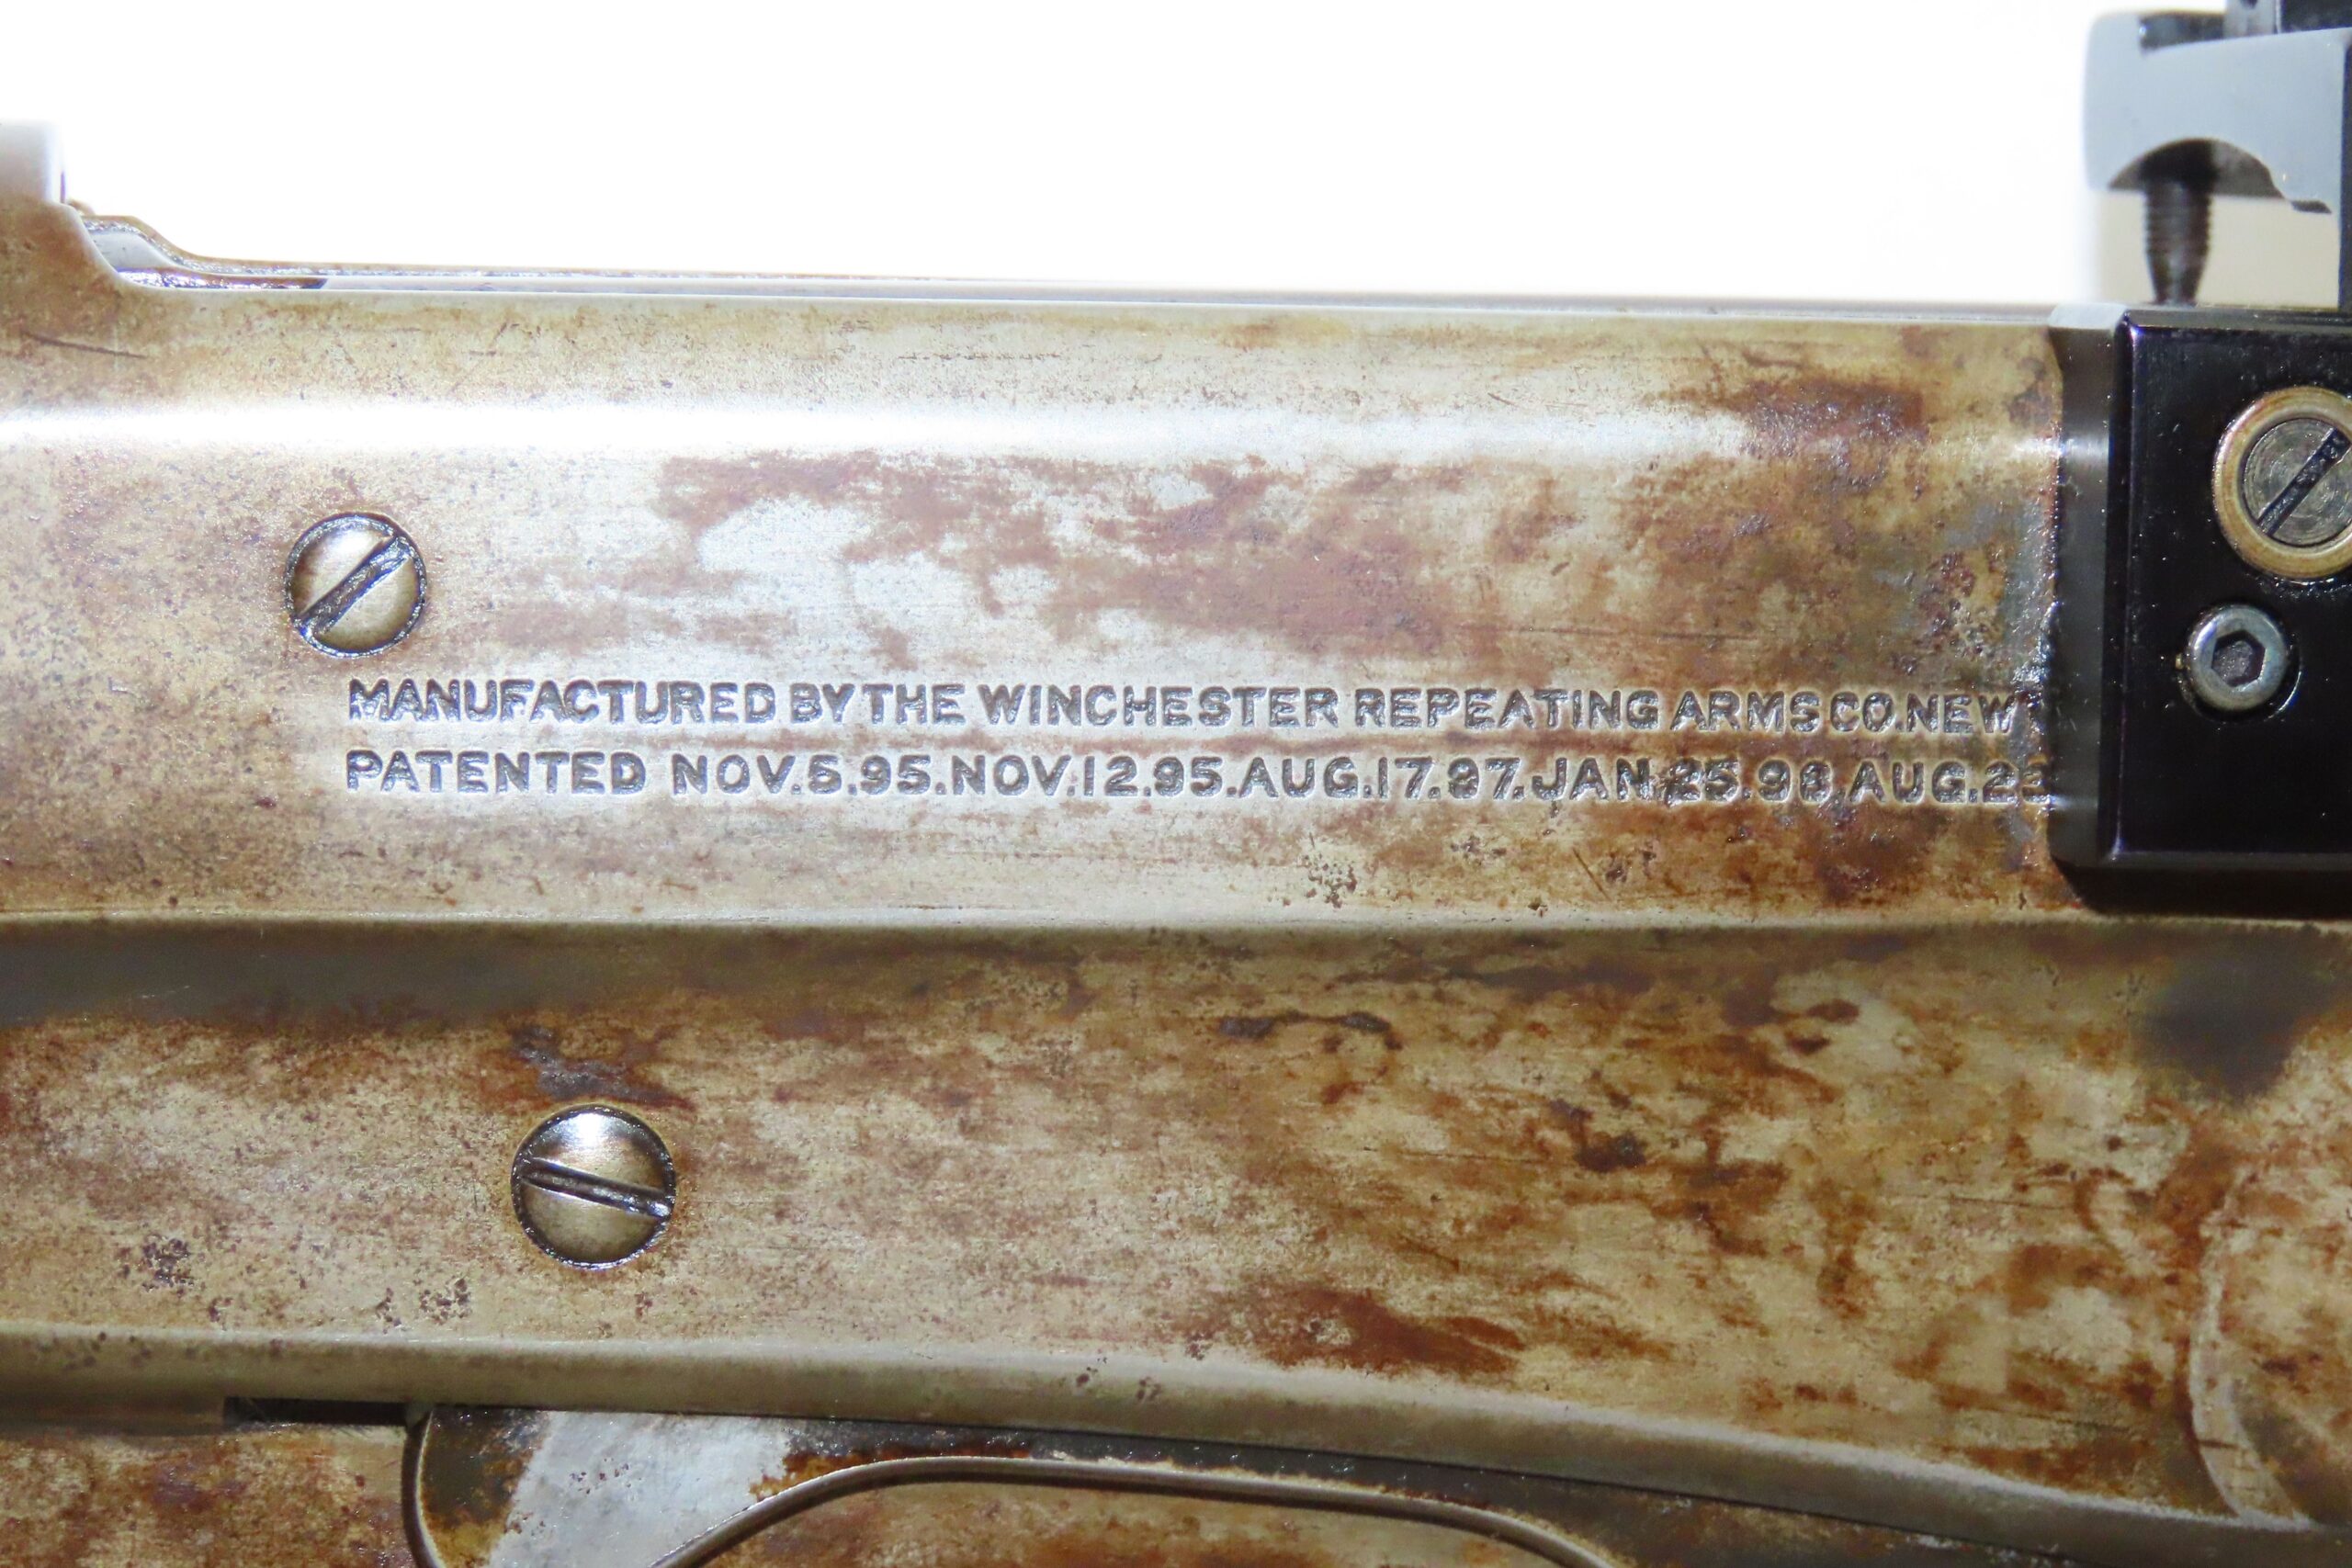 MANUFACTURED BY THE WINCHESTER REPEATING ARMS CO. NEW
PATENTED NOV.5.95.NOV.12.95.AUG.17.97.JAN.25.98.AUG.23